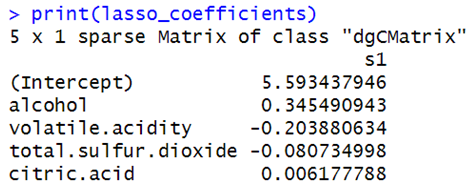 > print(lasso_coefficients)
5 x 1 sparse Matrix of class "dgCMatrix"
s1
(Intercept) 5.593437946
alcohol 0.345490943
volatile.acidity -0.203880634
total.sulfur.dioxide -0.080734998
citric.acid 0.006177788